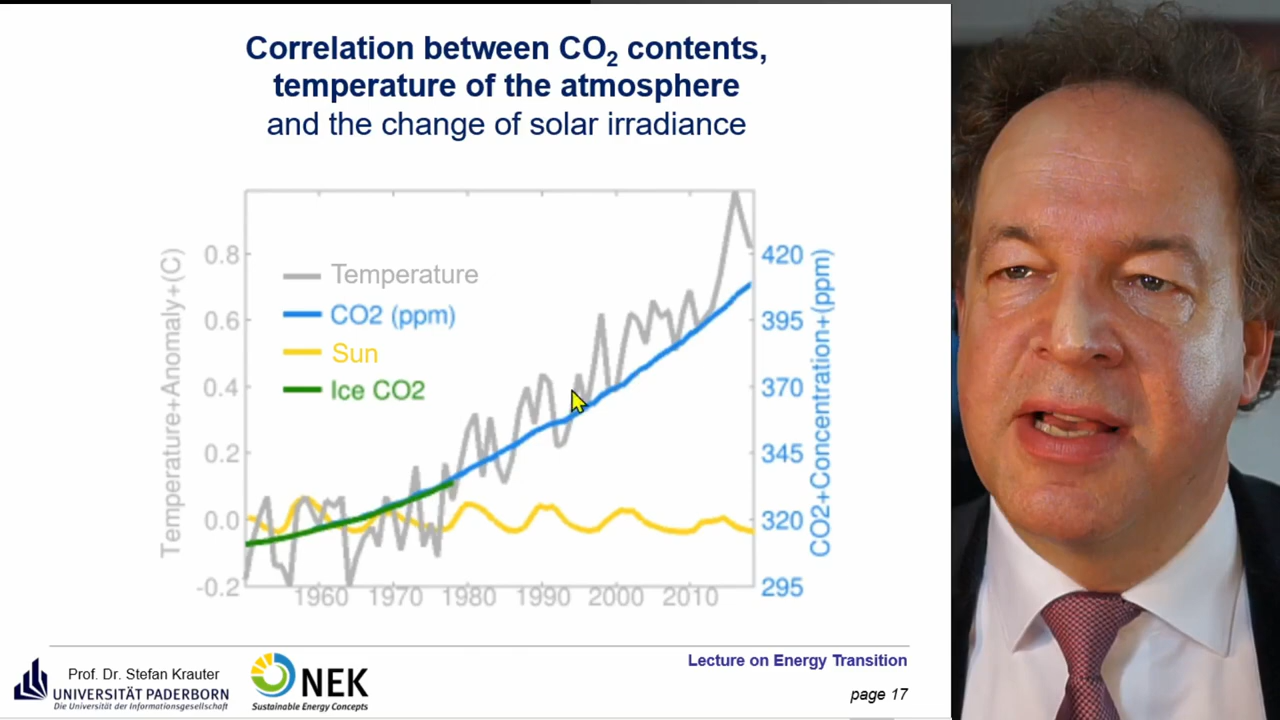 Correlation between CO₂ contents,
temperature of the atmosphere
and the change of solar irradiance
Temperature+Anomaly+(C)
0.8
0.6
0.4
0.2
0.0
-0.2
Temperature
CO2 (ppm)
Sun
Ice CO2
420
395
370
345
320
295
CO2+Concentration+(ppm)
1960 1970 1980 1990 2000 2010
Prof. Dr. Stefan Krauter
UNIVERSITÄT PADERBORN
Die Universität der Informationsgesellschaft
NEK
Sustainable Energy Concepts
Lecture on Energy Transition
page 17